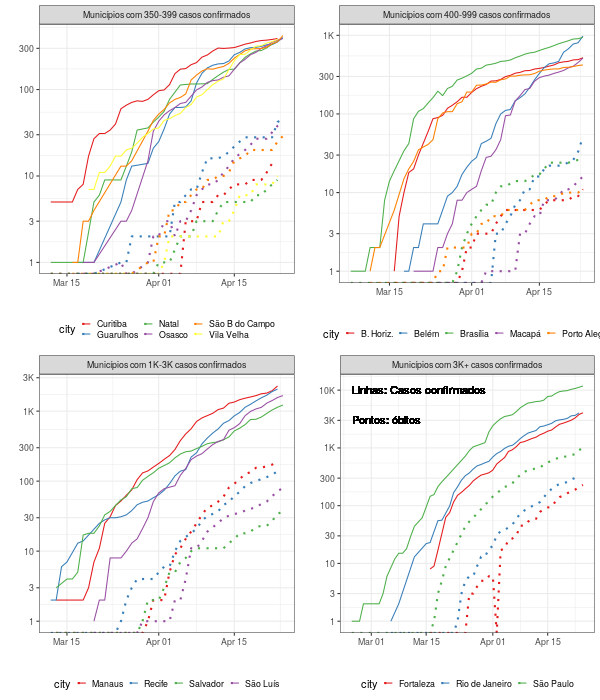 Municípios com 350-399 casos confirmados
300
100
30
10
3
1
Mar 15
Apr 01
Apr 15
city
Curitiba
Natal
São B do Campo
Guarulhos
Osasco
Vila Velha
Municípios com 400-999 casos confirmados
1K
300
100
30
10
3
1
Mar 15
Apr 01
Apr 15
city
B. Horiz.
Belém
Brasília
Macapá
Porto Aleg
Municípios com 1K-3K casos confirmados
3K
1K
300
100
30
10
3
1
Mar 15
Apr 01
Apr 15
city
Manaus
Recife
Salvador
São Luís
Municípios com 3K+ casos confirmados
Linhas: Casos confirmados
Pontos: óbitos
10K
3K
1K
300
100
30
10
3
1
Mar 01
Mar 15
Apr 01
Apr 15
city
Fortaleza
Rio de Janeiro
São Paulo